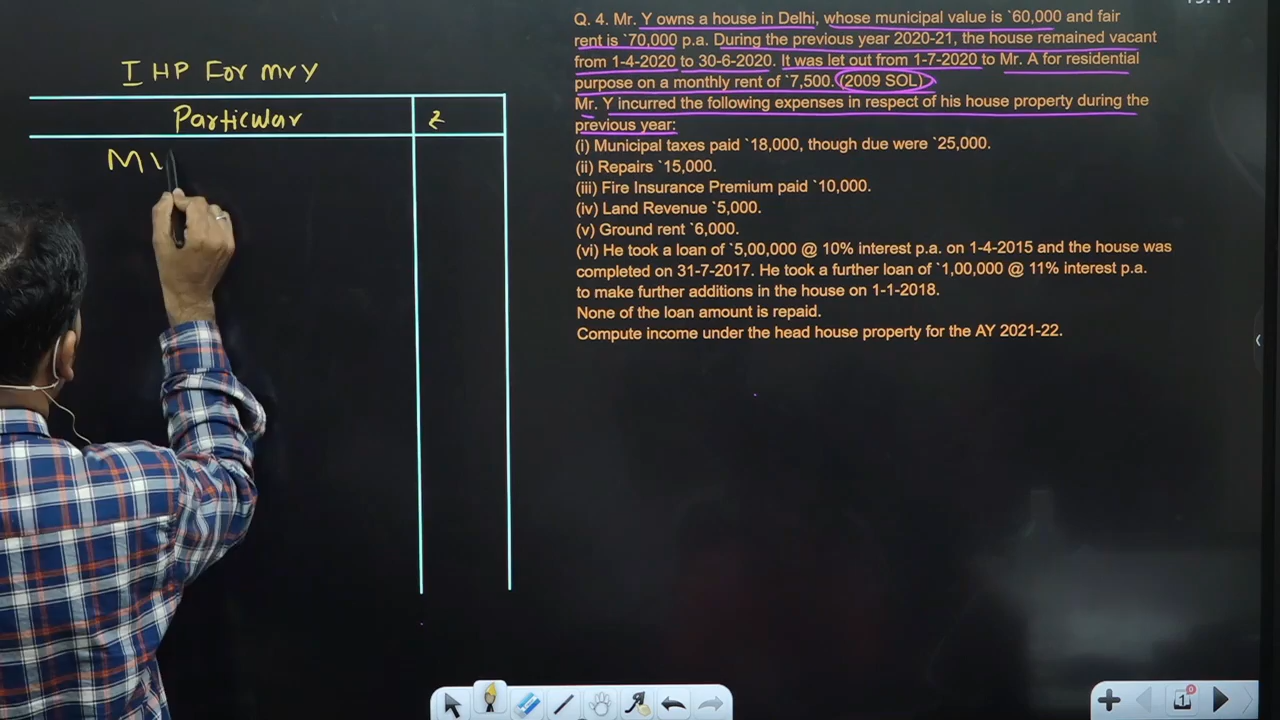 I HP For Mr Y
Particular ₹
MV
Q. 4. Mr. Y owns a house in Delhi, whose municipal value is `60,000 and fair
rent is `70,000 p.a. During the previous year 2020-21, the house remained vacant
from 1-4-2020 to 30-6-2020. It was let out from 1-7-2020 to Mr. A for residential
purpose on a monthly rent of `7,500. (2009 SOL)
Mr. Y incurred the following expenses in respect of his house property during the
previous year:
(i) Municipal taxes paid `18,000, though due were `25,000.
(ii) Repairs `15,000.
(iii) Fire Insurance Premium paid `10,000.
(iv) Land Revenue `5,000.
(v) Ground rent `6,000.
(vi) He took a loan of `5,00,000 @ 10% interest p.a. on 1-4-2015 and the house was
completed on 31-7-2017. He took a further loan of `1,00,000 @ 11% interest p.a.
to make further additions in the house on 1-1-2018.
None of the loan amount is repaid.
Compute income under the head house property for the AY 2021-22.